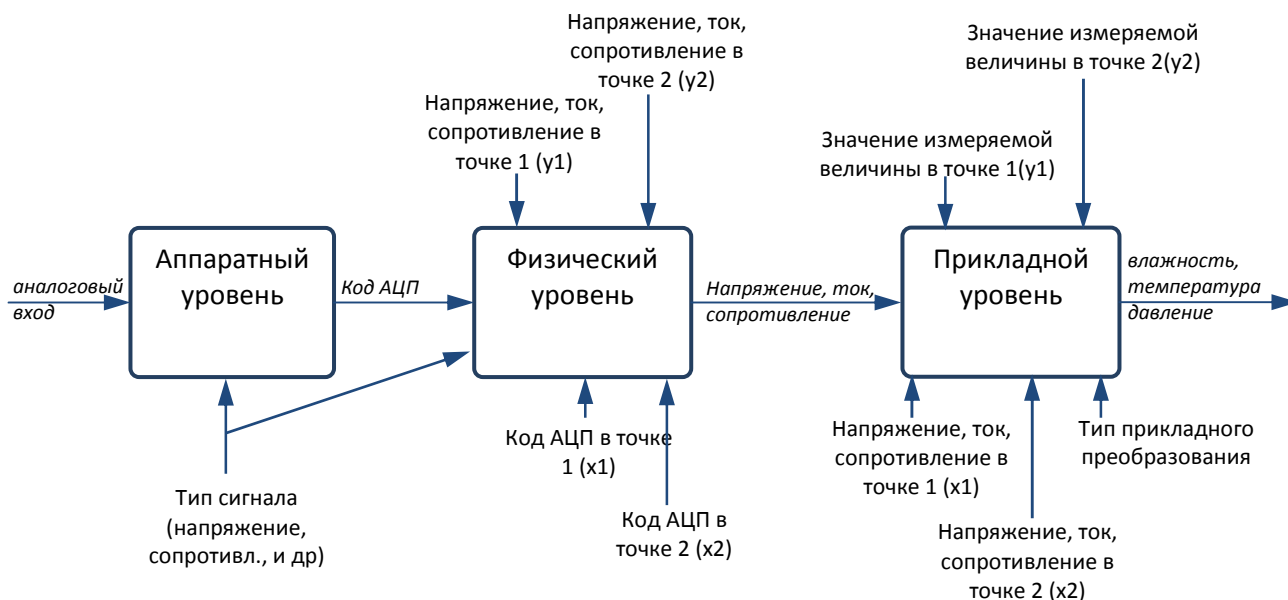 Напряжение, ток,
сопротивление в
точке 2 (y2)
Значение измеряемой
величины в точке 2(y2)
Напряжение, ток,
сопротивление в
точке 1 (y1)
Значение измеряемой
величины в точке 1(y1)
аналоговый
вход
Аппаратный
уровень
Код АЦП
Физический
уровень
Напряжение, ток,
сопротивление
Прикладной
уровень
влажность,
температура
давление
Тип сигнала
(напряжение,
сопротивл., и др)
Код АЦП в точке
1 (x1)
Код АЦП в
точке 2 (x2)
Напряжение, ток,
сопротивление в
точке 1 (x1)
Тип прикладного
преобразования
Напряжение, ток,
сопротивление в
точке 2 (x2)